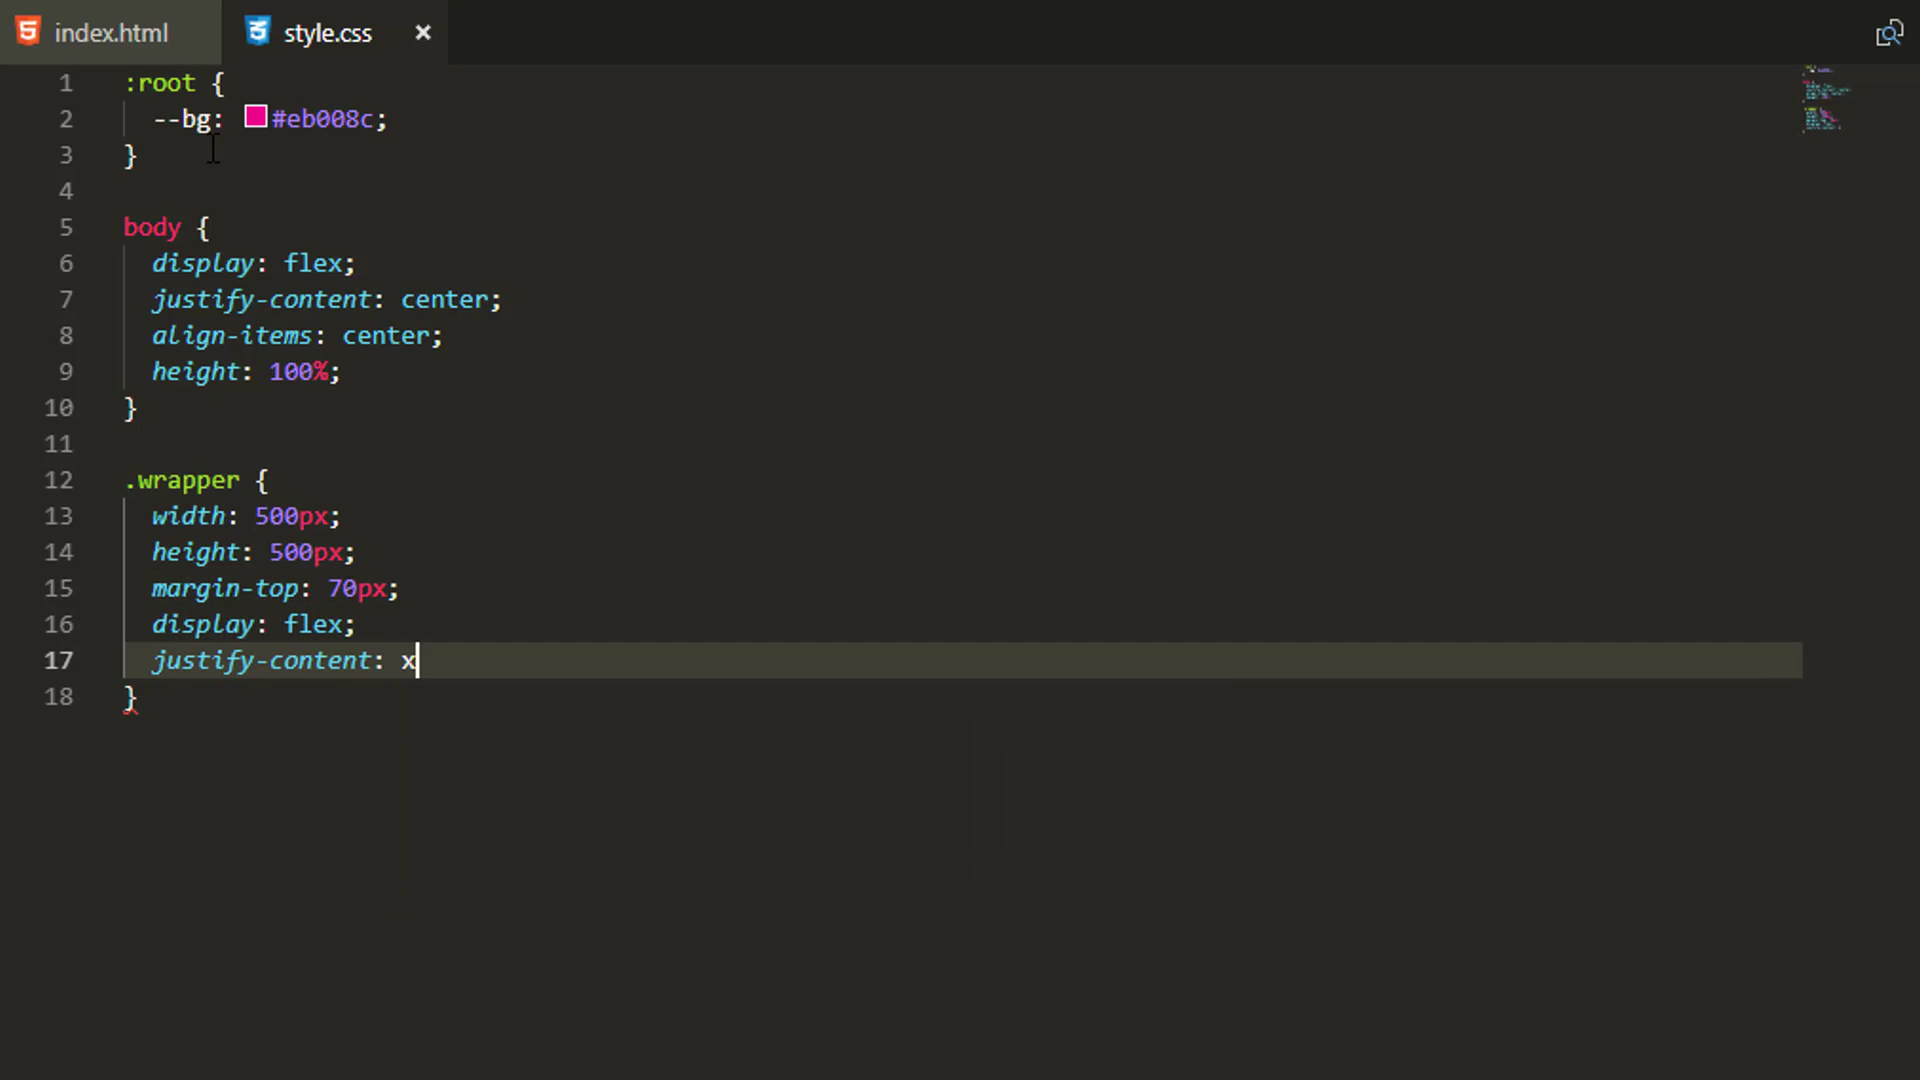 index.html style.css ×
1 :root {
2 --bg: #eb008c;
3 }
4
5 body {
6 display: flex;
7 justify-content: center;
8 align-items: center;
9 height: 100%;
10 }
11
12 .wrapper {
13 width: 500px;
14 height: 500px;
15 margin-top: 70px;
16 display: flex;
17 justify-content: x
18 }